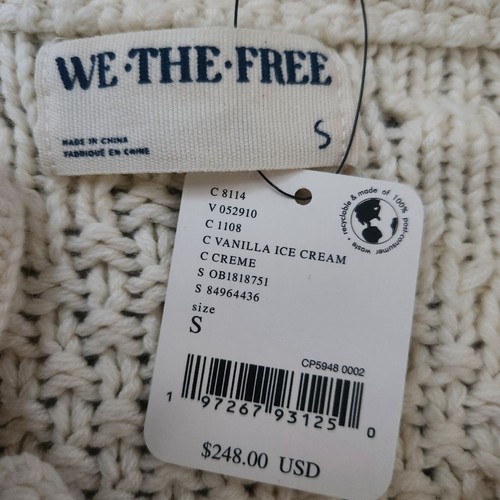 WE·THE·FREE
S
MADE IN CHINA
FABRIQUÉ EN CHINE
C 8114
V 052910
C 1108
C VANILLA ICE CREAM
C CREME
S OB1818751
S 84964436
size
S
recyclable & made of 100% post-consumer waste •
CP5948 0002
1 97267 93125 0
$248.00 USD